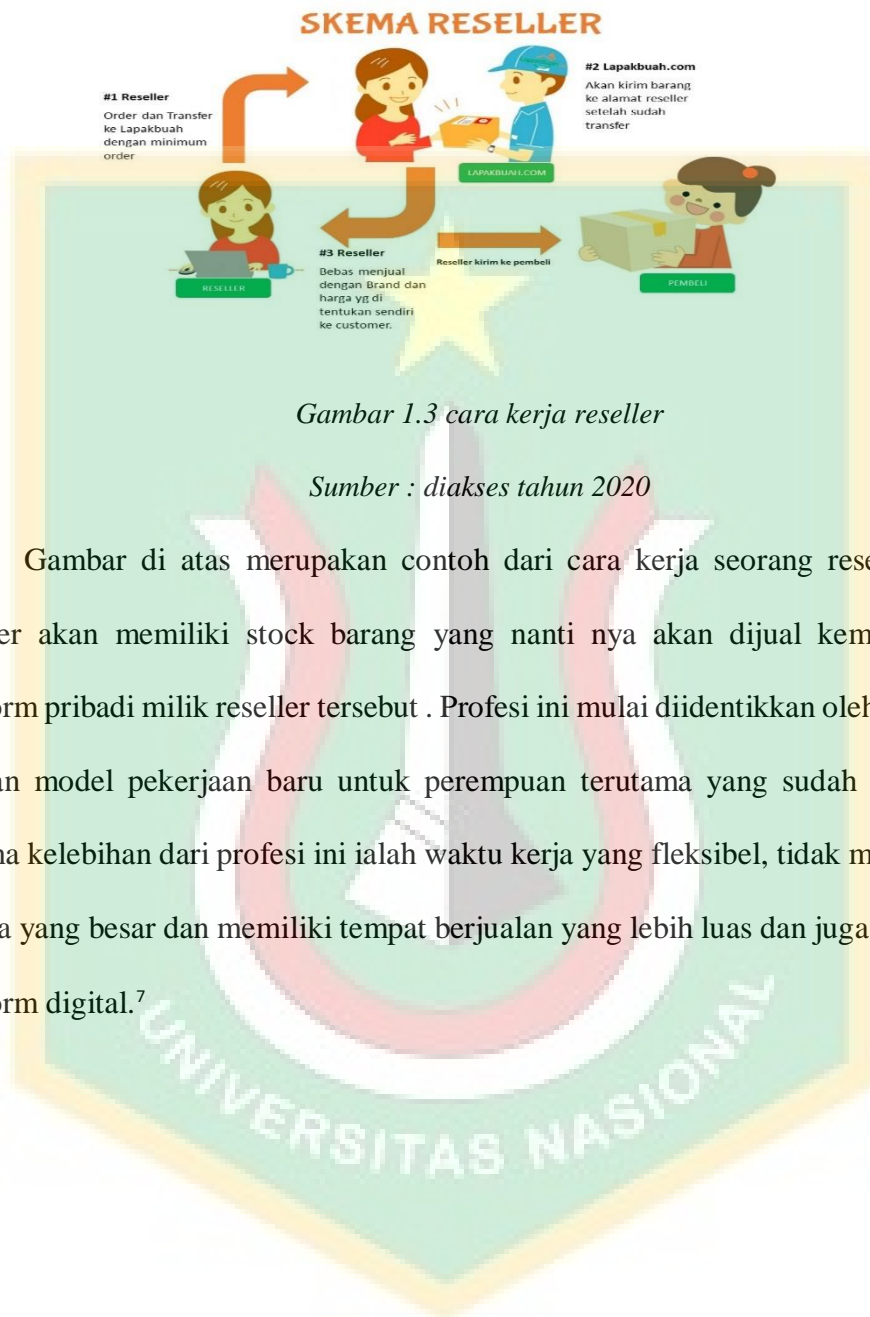 SKEMA RESELLER
#1 Reseller
Order dan Transfer
ke Lapakbuah
dengan minimum
order
#2 Lapakbuah.com
Akan kirim barang
ke alamat reseller
setelah sudah
transfer
LAPAKBUAH.COM
RESELLER
#3 Reseller
Bebas menjual
dengan Brand dan
harga yg di
tentukan sendiri
ke customer.
Reseller kirim ke pembeli
PEMBELI
Gambar 1.3 cara kerja reseller
Sumber : diakses tahun 2020
Gambar di atas merupakan contoh dari cara kerja seorang rese
er akan memiliki stock barang yang nanti nya akan dijual kem
orm pribadi milik reseller tersebut . Profesi ini mulai diidentikkan oleh
an model pekerjaan baru untuk perempuan terutama yang sudah
na kelebihan dari profesi ini ialah waktu kerja yang fleksibel, tidak m
a yang besar dan memiliki tempat berjualan yang lebih luas dan juga
orm digital.⁷
UNIVERSITAS NASIONAL